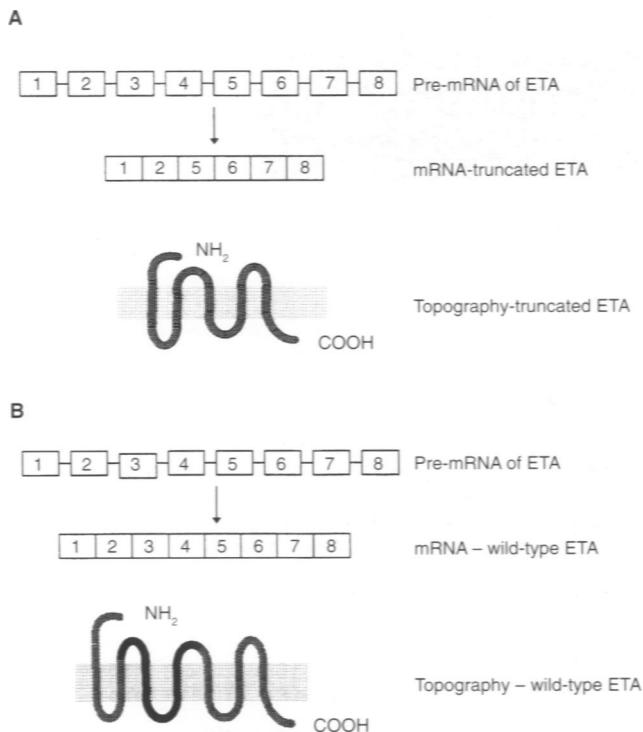 A
1 2 3 4 5 6 7 8 Pre-mRNA of ETA
1 2 5 6 7 8 mRNA-truncated ETA
NH2
Topography-truncated ETA
COOH
B
1 2 3 4 5 6 7 8 Pre-mRNA of ETA
1 2 3 4 5 6 7 8 mRNA – wild-type ETA
NH2
Topography – wild-type ETA
COOH